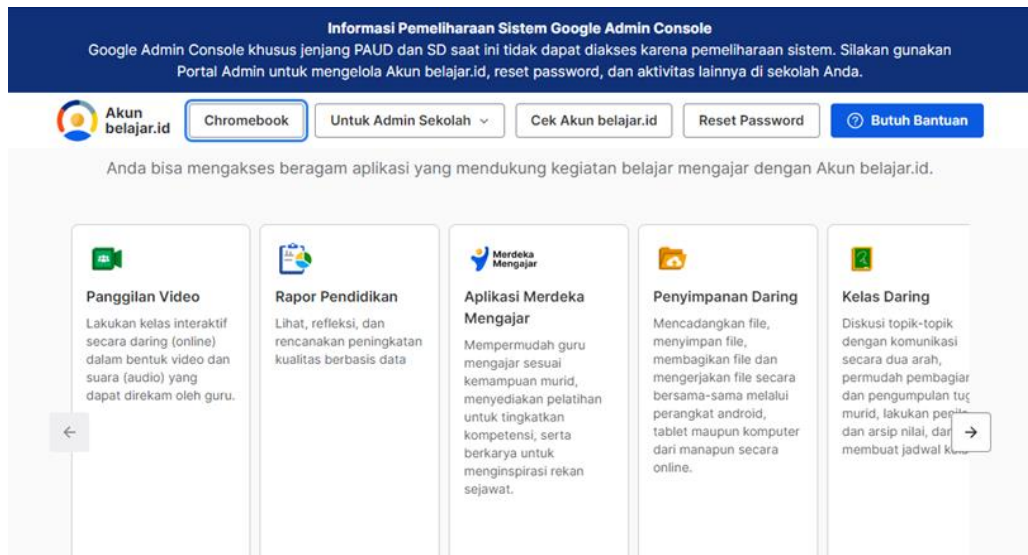 Informasi Pemeliharaan Sistem Google Admin Console
Google Admin Console khusus jenjang PAUD dan SD saat ini tidak dapat diakses karena pemeliharaan sistem. Silakan gunakan
Portal Admin untuk mengelola Akun belajar.id, reset password, dan aktivitas lainnya di sekolah Anda.
Akun
belajar.id
Chromebook
Untuk Admin Sekolah
Cek Akun belajar.id
Reset Password
Butuh Bantuan
Anda bisa mengakses beragam aplikasi yang mendukung kegiatan belajar mengajar dengan Akun belajar.id.
Panggilan Video
Lakukan kelas interaktif
secara daring (online)
dalam bentuk video dan
suara (audio) yang
dapat direkam oleh guru.
Rapor Pendidikan
Lihat, refleksi, dan
rencanakan peningkatan
kualitas berbasis data
Merdeka
Mengajar
Aplikasi Merdeka
Mengajar
Mempermudah guru
mengajar sesuai
kemampuan murid,
menyediakan pelatihan
untuk tingkatkan
kompetensi, serta
berkarya untuk
menginspirasi rekan
sejawat.
Penyimpanan Daring
Mencadangkan file,
menyimpan file,
membagikan file dan
mengerjakan file secara
bersama-sama melalui
perangkat android,
tablet maupun komputer
dari manapun secara
online.
Kelas Daring
Diskusi topik-topik
dengan komunikasi
secara dua arah,
permudah pembagian
dan pengumpulan
murid, lakukan
dan arsip nilai,
membuat jadwal